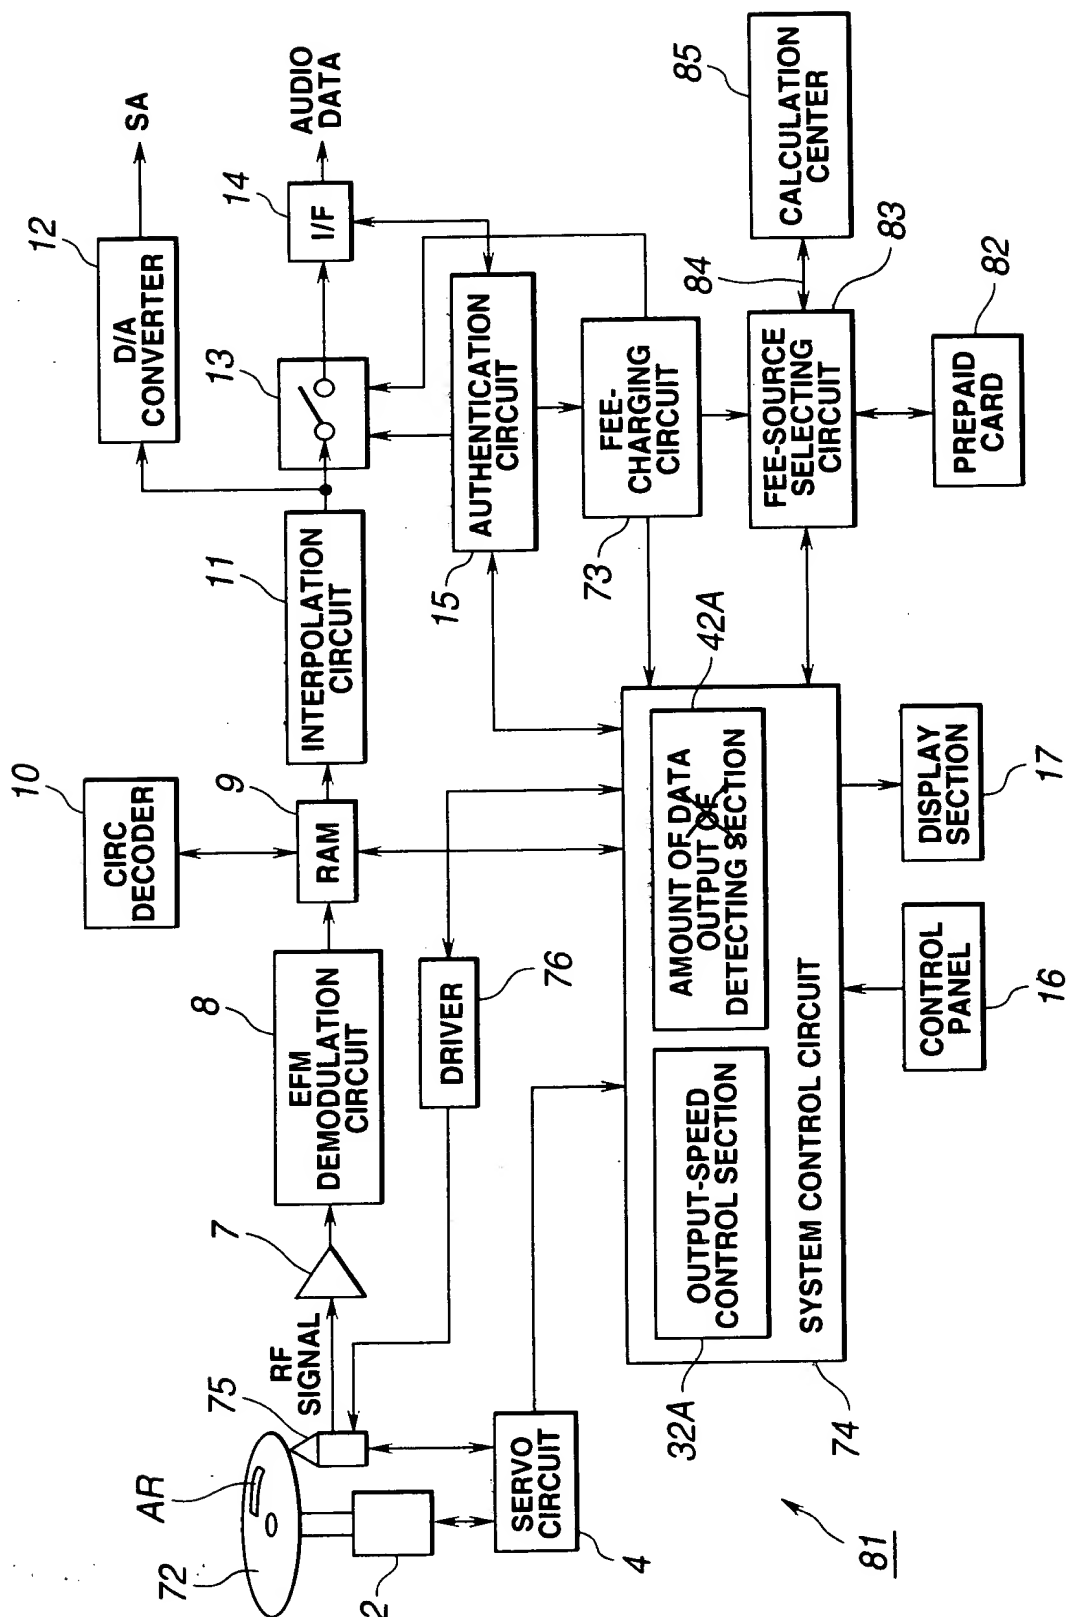 85
CALCULATION
CENTER
SA
AUDIO
DATA
12
14
I/F
D/A
CONVERTER
13
84
83
82
AUTHENTICATION
CIRCUIT
FEE-
CHARGING
CIRCUIT
FEE-SOURCE
SELECTING
CIRCUIT
PREPAID
CARD
11
INTERPOLATION
CIRCUIT
15
73
42A
10
CIRC
DECODER
9
RAM
AMOUNT OF DATA
OUTPUT OF
DETECTING SECTION
DISPLAY
SECTION
17
8
EFM
DEMODULATION
CIRCUIT
DRIVER
76
CONTROL
PANEL
16
OUTPUT-SPEED
CONTROL SECTION
SYSTEM CONTROL CIRCUIT
7
RF
SIGNAL
75
32A
74
AR
72
2
SERVO
CIRCUIT
4
81